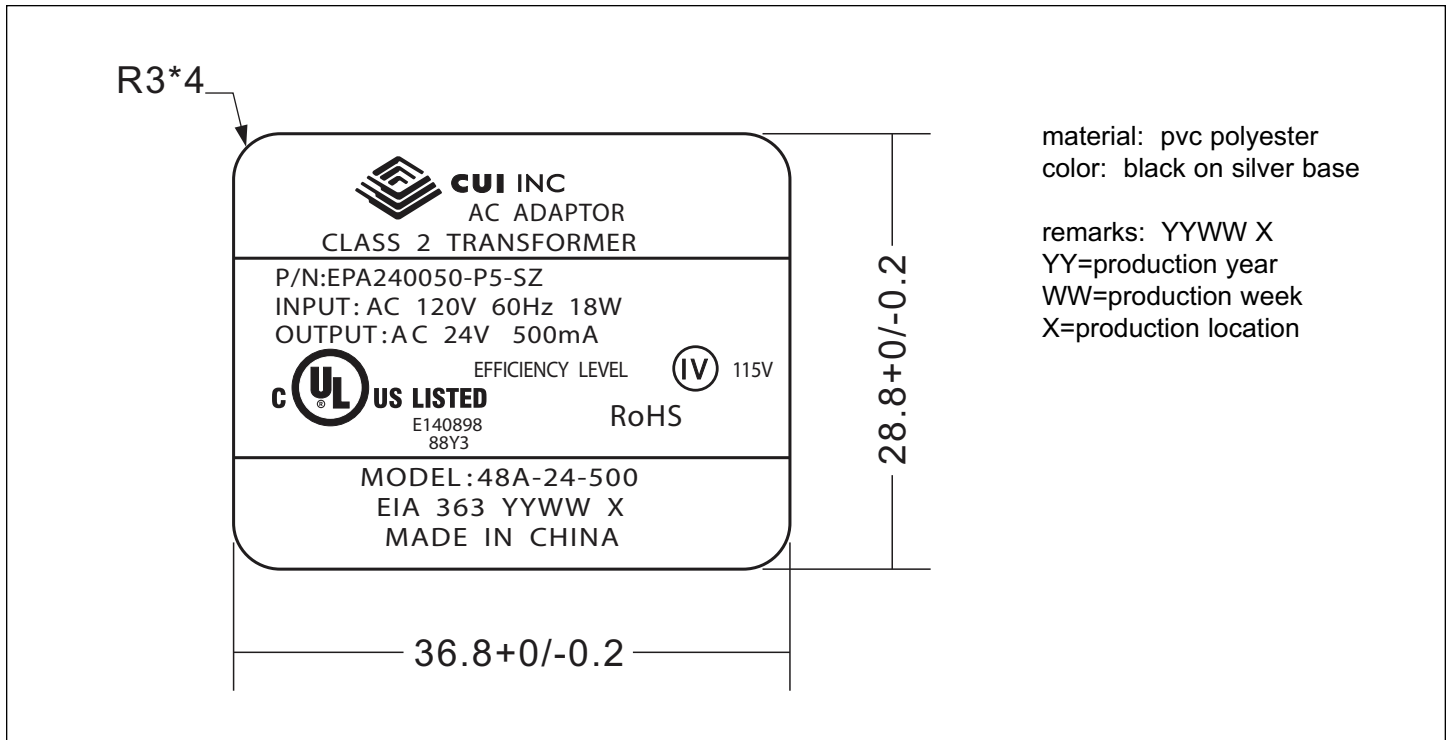 R3*4
CUI INC
AC ADAPTOR
CLASS 2 TRANSFORMER
P/N:EPA240050-P5-SZ
INPUT: AC 120V 60Hz 18W
OUTPUT:AC 24V 500mA
EFFICIENCY LEVEL IV 115V
C UL ® US LISTED
RoHS
E140898
88Y3
MODEL:48A-24-500
EIA 363 YYWW X
MADE IN CHINA
28.8+0/-0.2
36.8+0/-0.2
material: pvc polyester
color: black on silver base
remarks: YYWW X
YY=production year
WW=production week
X=production location